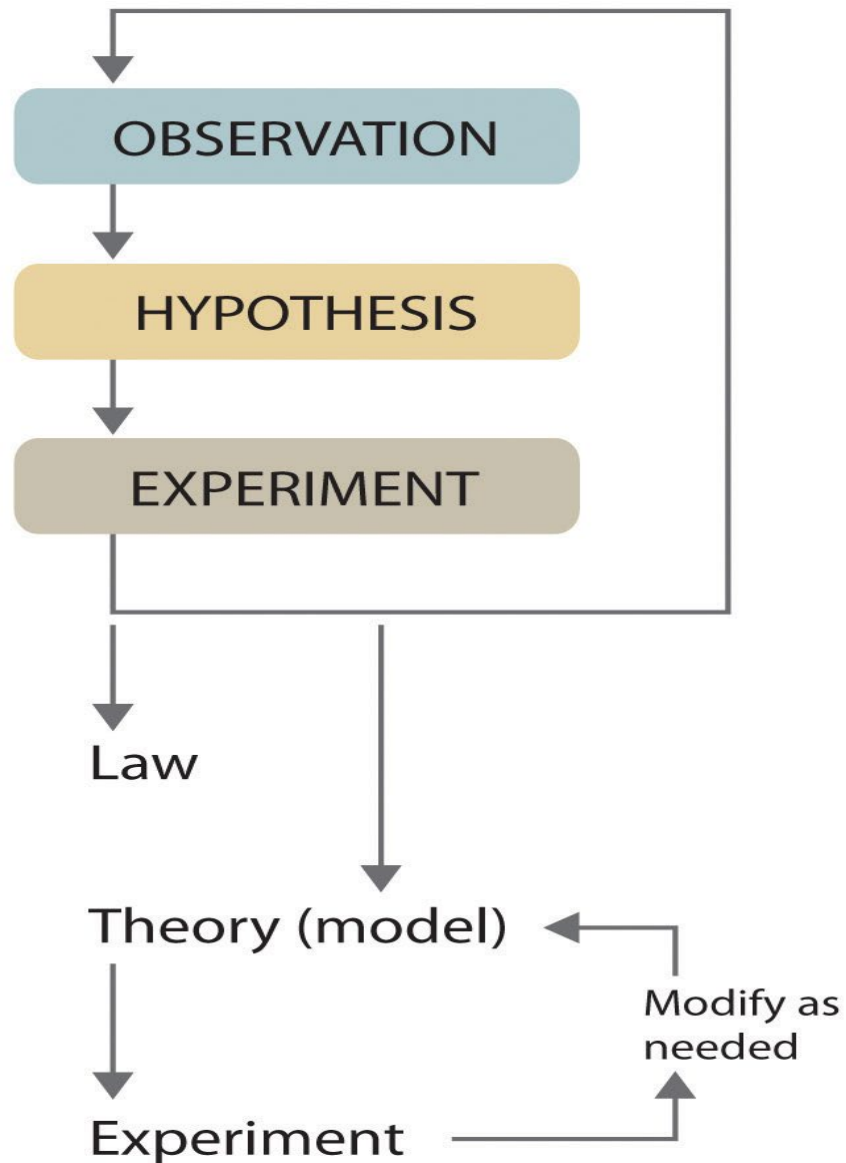 OBSERVATION
HYPOTHESIS
EXPERIMENT
Law
Theory (model)
Modify as
needed
Experiment